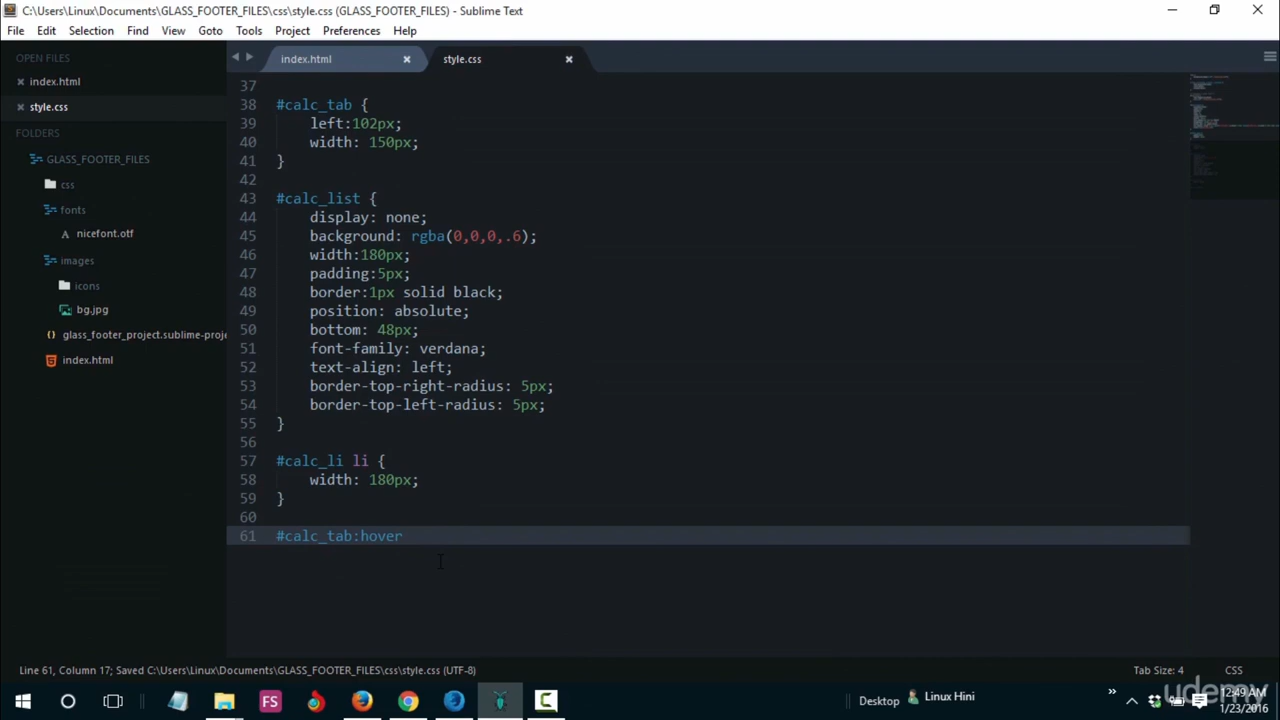 C:\Users\Linux\Documents\GLASS_FOOTER_FILES\css\style.css (GLASS_FOOTER_FILES) - Sublime Text
File Edit Selection Find View Goto Tools Project Preferences Help
OPEN FILES
index.html
style.css
FOLDERS
GLASS_FOOTER_FILES
css
fonts
nicefont.otf
images
icons
bg.jpg
glass_footer_project.sublime-proje
index.html
index.html style.css
37
38 #calc_tab {
39 left:102px;
40 width: 150px;
41 }
42
43 #calc_list {
44 display: none;
45 background: rgba(0,0,0,.6);
46 width:180px;
47 padding:5px;
48 border:1px solid black;
49 position: absolute;
50 bottom: 48px;
51 font-family: verdana;
52 text-align: left;
53 border-top-right-radius: 5px;
54 border-top-left-radius: 5px;
55 }
56
57 #calc_li li {
58 width: 180px;
59 }
60
61 #calc_tab:hover
Line 61, Column 17; Saved C:\Users\Linux\Documents\GLASS_FOOTER_FILES\css\style.css (UTF-8) Tab Size: 4 CSS
FS
Desktop Linux Hini
12:49 AM
1/23/2016
udemy